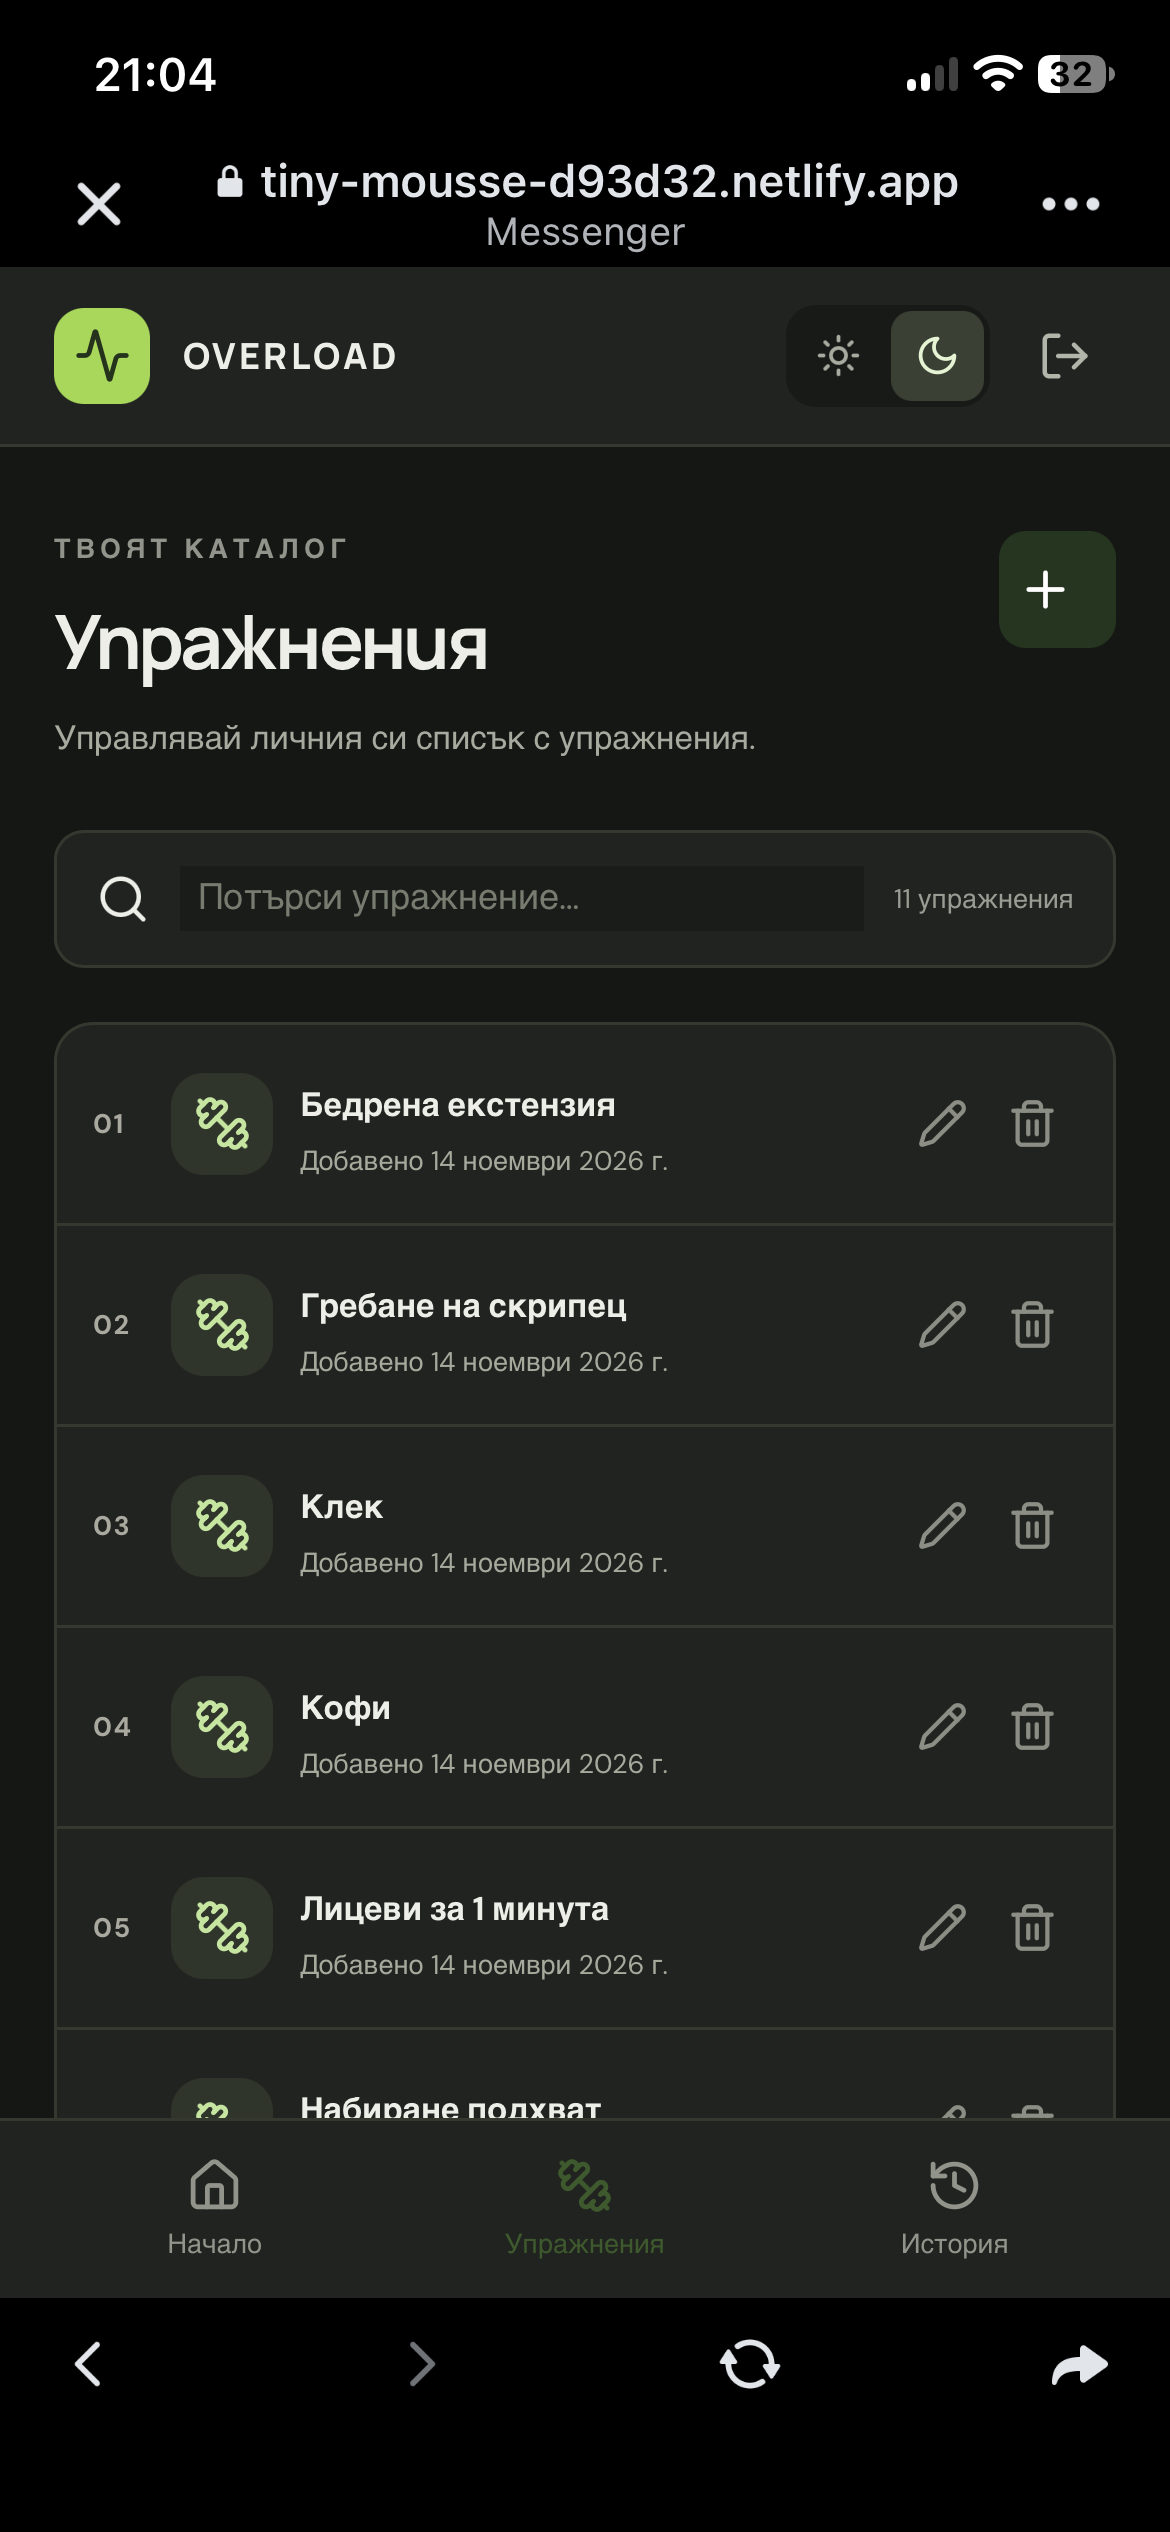 21:04
32
tiny-mousse-d93d32.netlify.app
Messenger
OVERLOAD
ТВОЯТ КАТАЛОГ
Упражнения
Управлявай личния си списък с упражнения.
Потърси упражнение...
11 упражнения
01
Бедрена екстензия
Добавено 14 ноември 2026 г.
02
Гребане на скрипец
Добавено 14 ноември 2026 г.
03
Клек
Добавено 14 ноември 2026 г.
04
Кофи
Добавено 14 ноември 2026 г.
05
Лицеви за 1 минута
Добавено 14 ноември 2026 г.
Набиране подхват
Начало
Упражнения
История